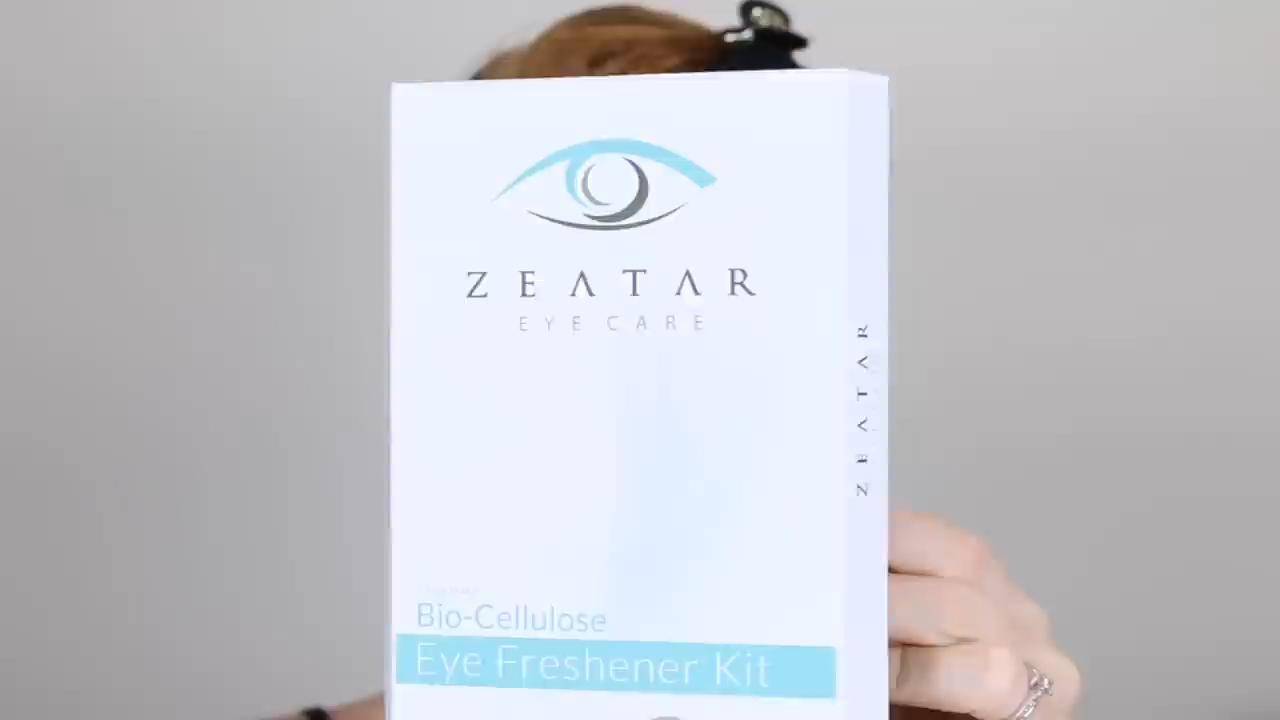 ZEATAR
EYE CARE
ZEATAR
Bio-Cellulose
Eye Freshener Kit